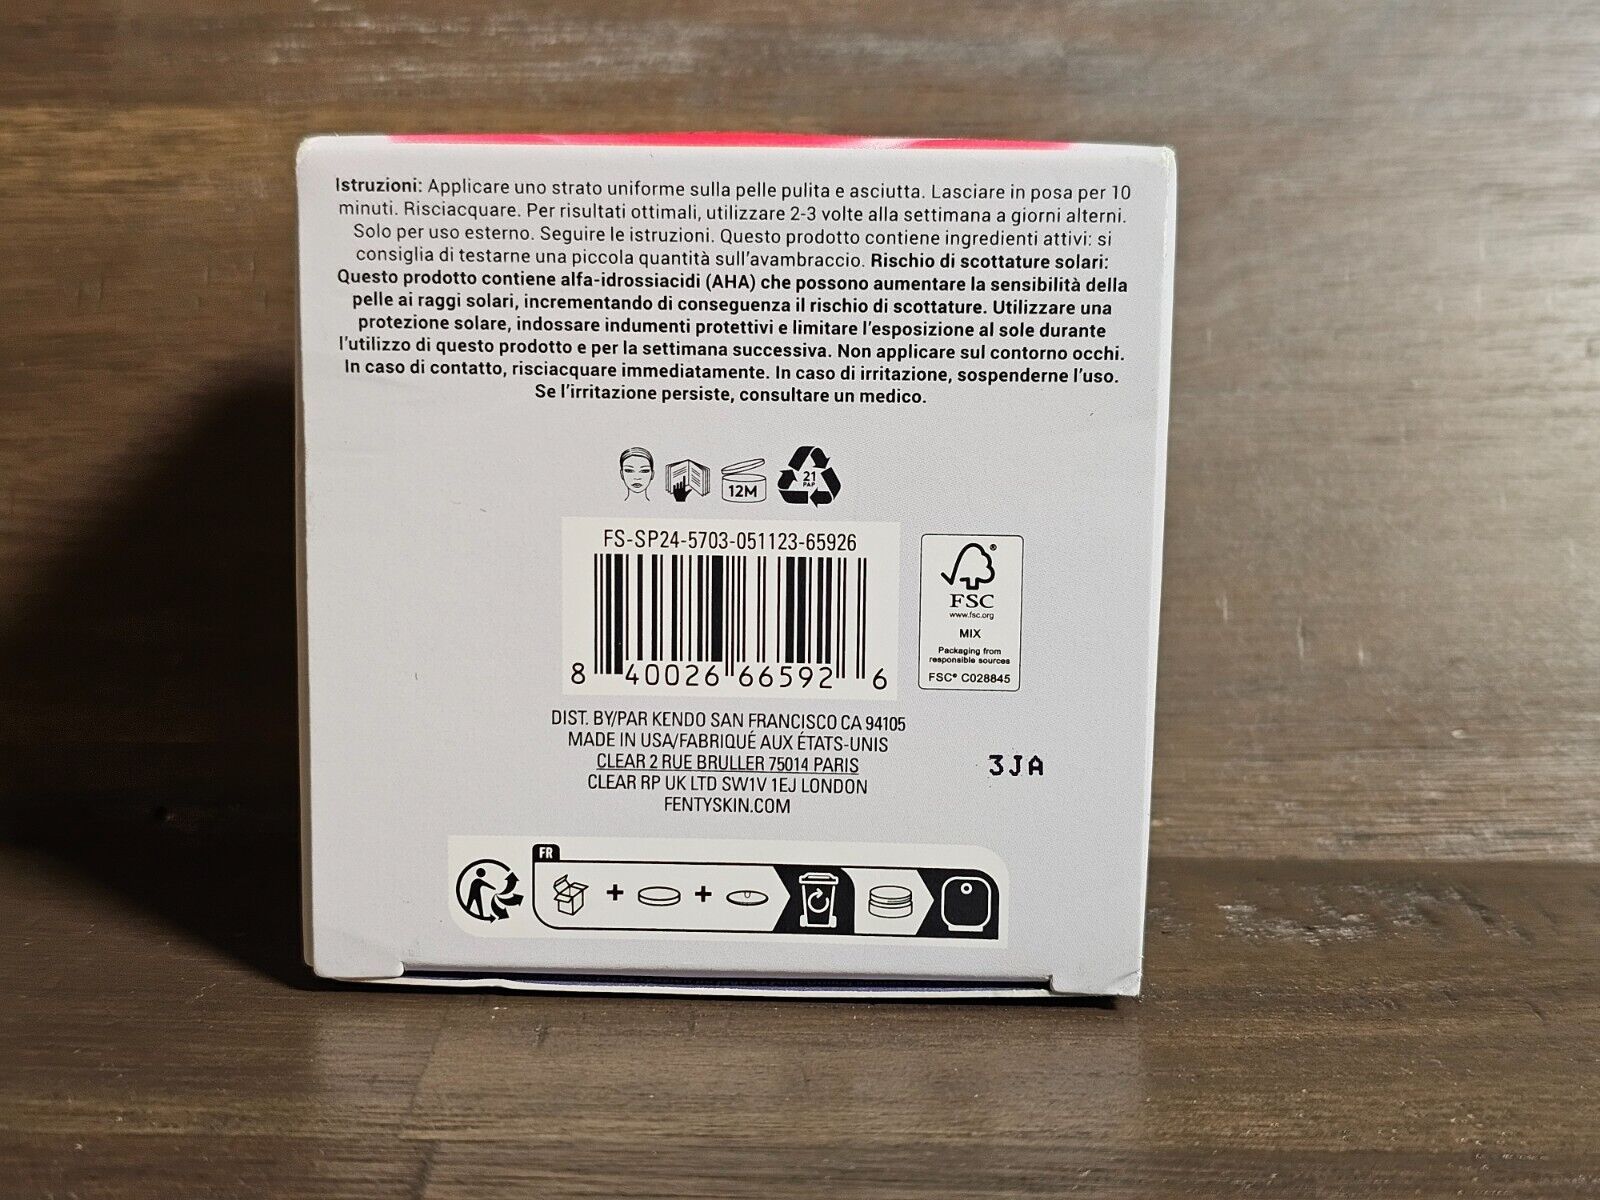 Istruzioni: Applicare uno strato uniforme sulla pelle pulita e asciutta. Lasciare in posa per 10
minuti. Risciacquare. Per risultati ottimali, utilizzare 2-3 volte alla settimana a giorni alterni.
Solo per uso esterno. Seguire le istruzioni. Questo prodotto contiene ingredienti attivi: si
consiglia di testarne una piccola quantità sull'avambraccio. Rischio di scottature solari:
Questo prodotto contiene alfa-idrossiacidi (AHA) che possono aumentare la sensibilità della
pelle ai raggi solari, incrementando di conseguenza il rischio di scottature. Utilizzare una
protezione solare, indossare indumenti protettivi e limitare l'esposizione al sole durante
l'utilizzo di questo prodotto e per la settimana successiva. Non applicare sul contorno occhi.
In caso di contatto, risciacquare immediatamente. In caso di irritazione, sospenderne l'uso.
Se l'irritazione persiste, consultare un medico.
12M
21
PAP
FS-SP24-5703-051123-65926
8 40026 66592 6
FSC®
www.fsc.org
MIX
Packaging from
responsible sources
FSC® C028845
DIST. BY/PAR KENDO SAN FRANCISCO CA 94105
MADE IN USA/FABRIQUÉ AUX ÉTATS-UNIS
CLEAR 2 RUE BRULLER 75014 PARIS
CLEAR RP UK LTD SW1V 1EJ LONDON
FENTYSKIN.COM
3JA
FR
+ +